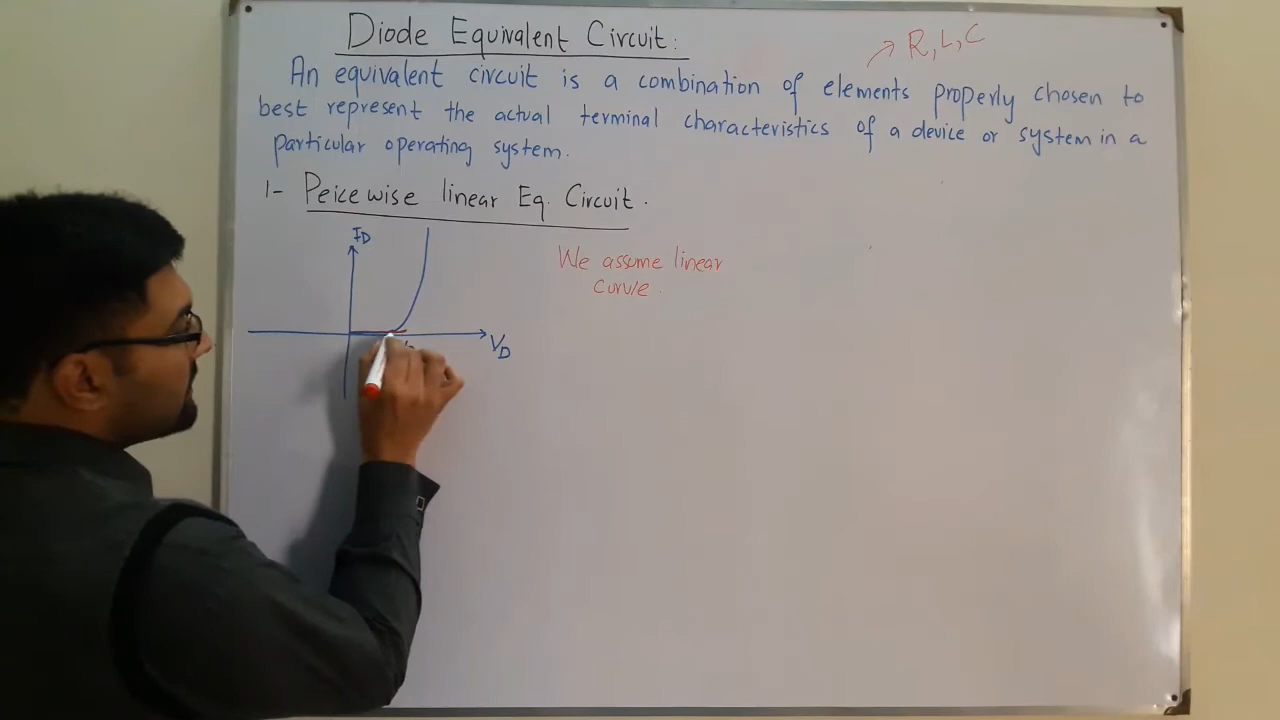 Diode Equivalent Circuit:
R, L, C
An equivalent circuit is a combination of elements properly chosen to
best represent the actual terminal characteristics of a device or system in a
particular operating system.
1- Peicewise linear Eq. Circuit.
I_D
We assume linear
curve.
V_D